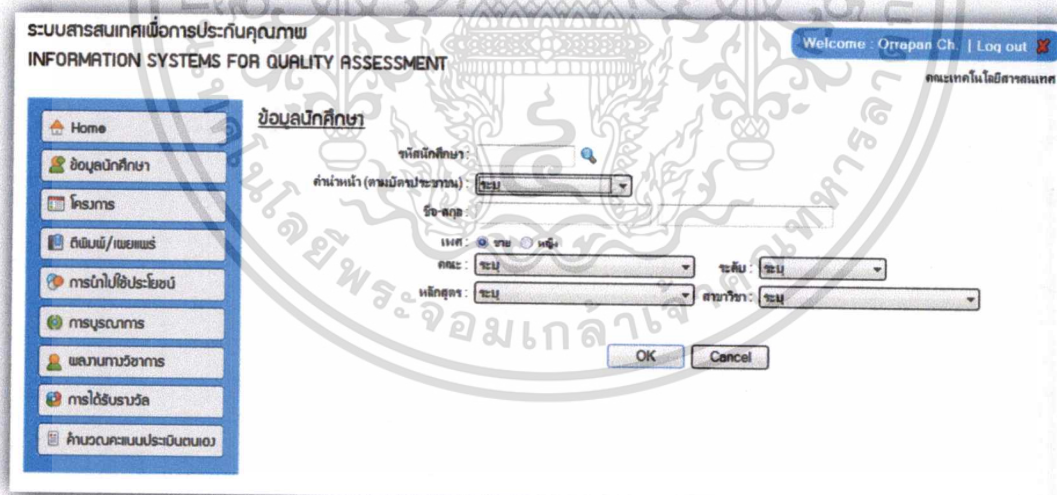 ระบบสารสนเทศเพื่อการประกันคุณภาพ
INFORMATION SYSTEMS FOR QUALITY ASSESSMENT
Welcome : Orrapan Ch. | Log out
คณะเทคโนโลยีสารสนเทศ
Home
ข้อมูลนักศึกษา
โครงการ
ตีพิมพ์/เผยแพร่
การนำไปใช้ประโยชน์
การบูรณาการ
ผลงานทางวิชาการ
การได้รับรางวัล
คำนวณคะแนนประเมินตนเอง
ข้อมูลนักศึกษา
รหัสนักศึกษา :
คำนำหน้า (ตามบัตรประชาชน) : ระบุ
ชื่อ-สกุล :
เพศ : ชาย หญิง
คณะ : ระบุ ระดับ : ระบุ
หลักสูตร : ระบุ สาขาวิชา : ระบุ
OK Cancel